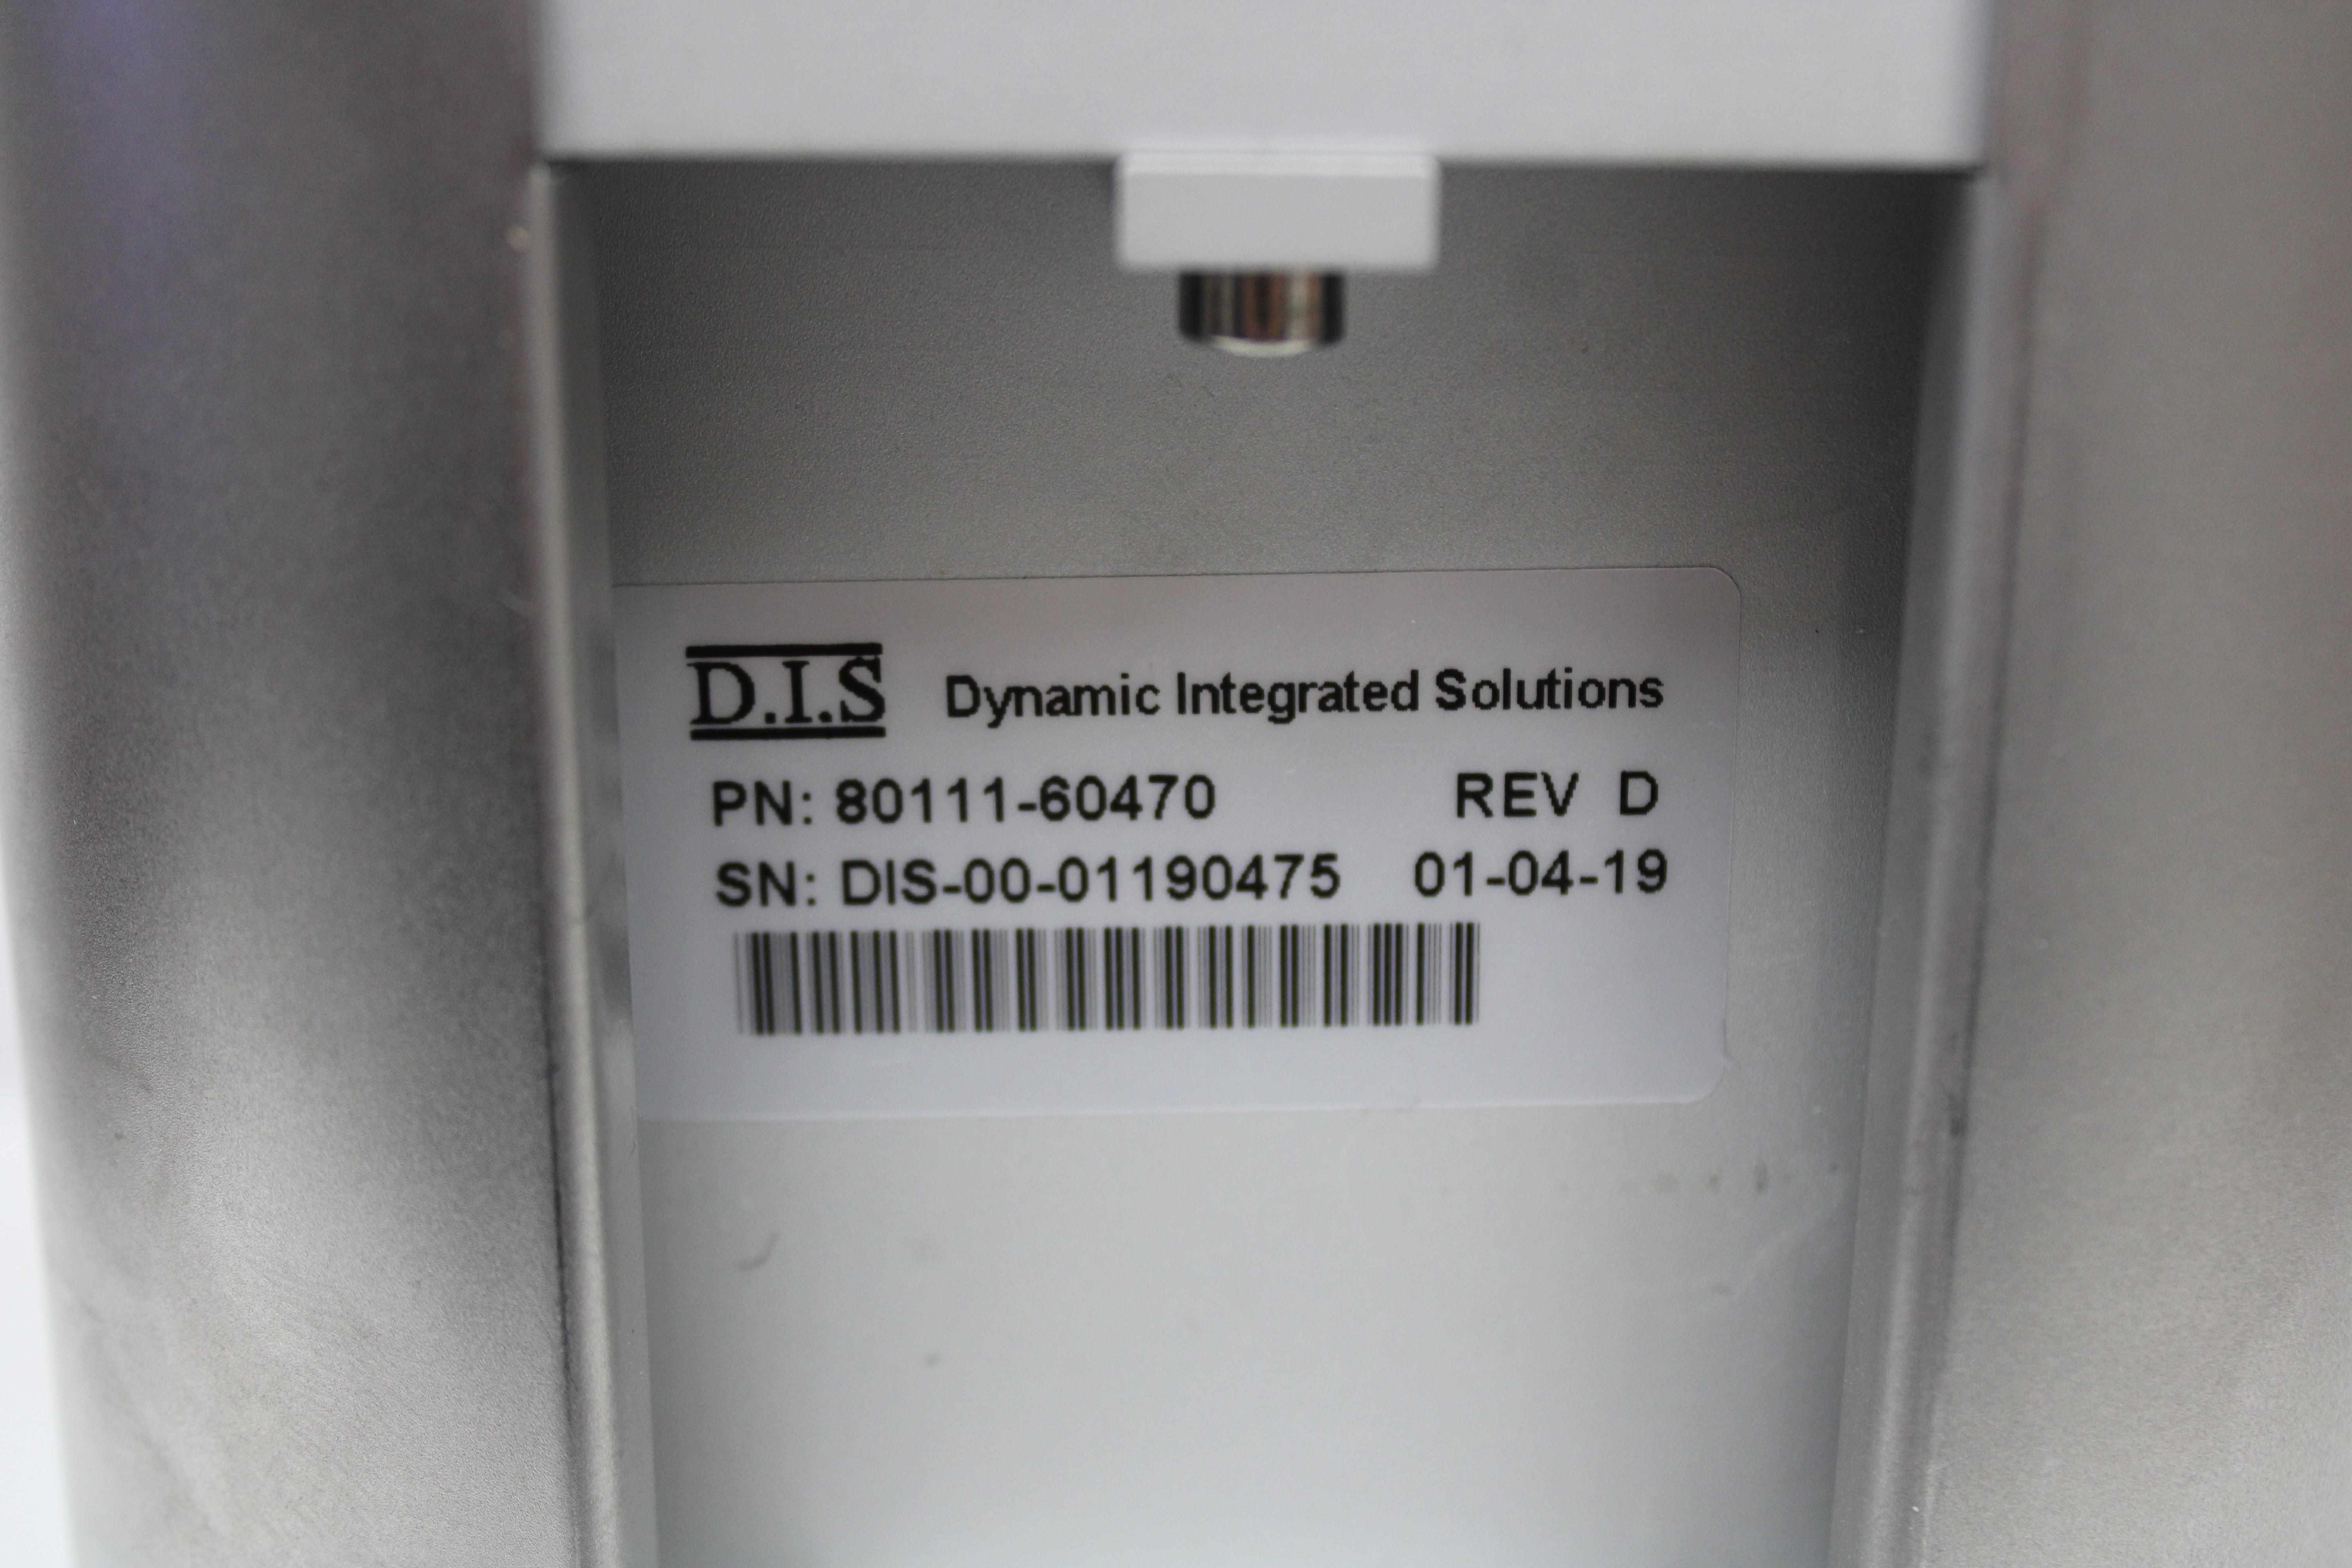 D.I.S Dynamic Integrated Solutions
PN: 80111-60470 REV D
SN: DIS-00-01190475 01-04-19